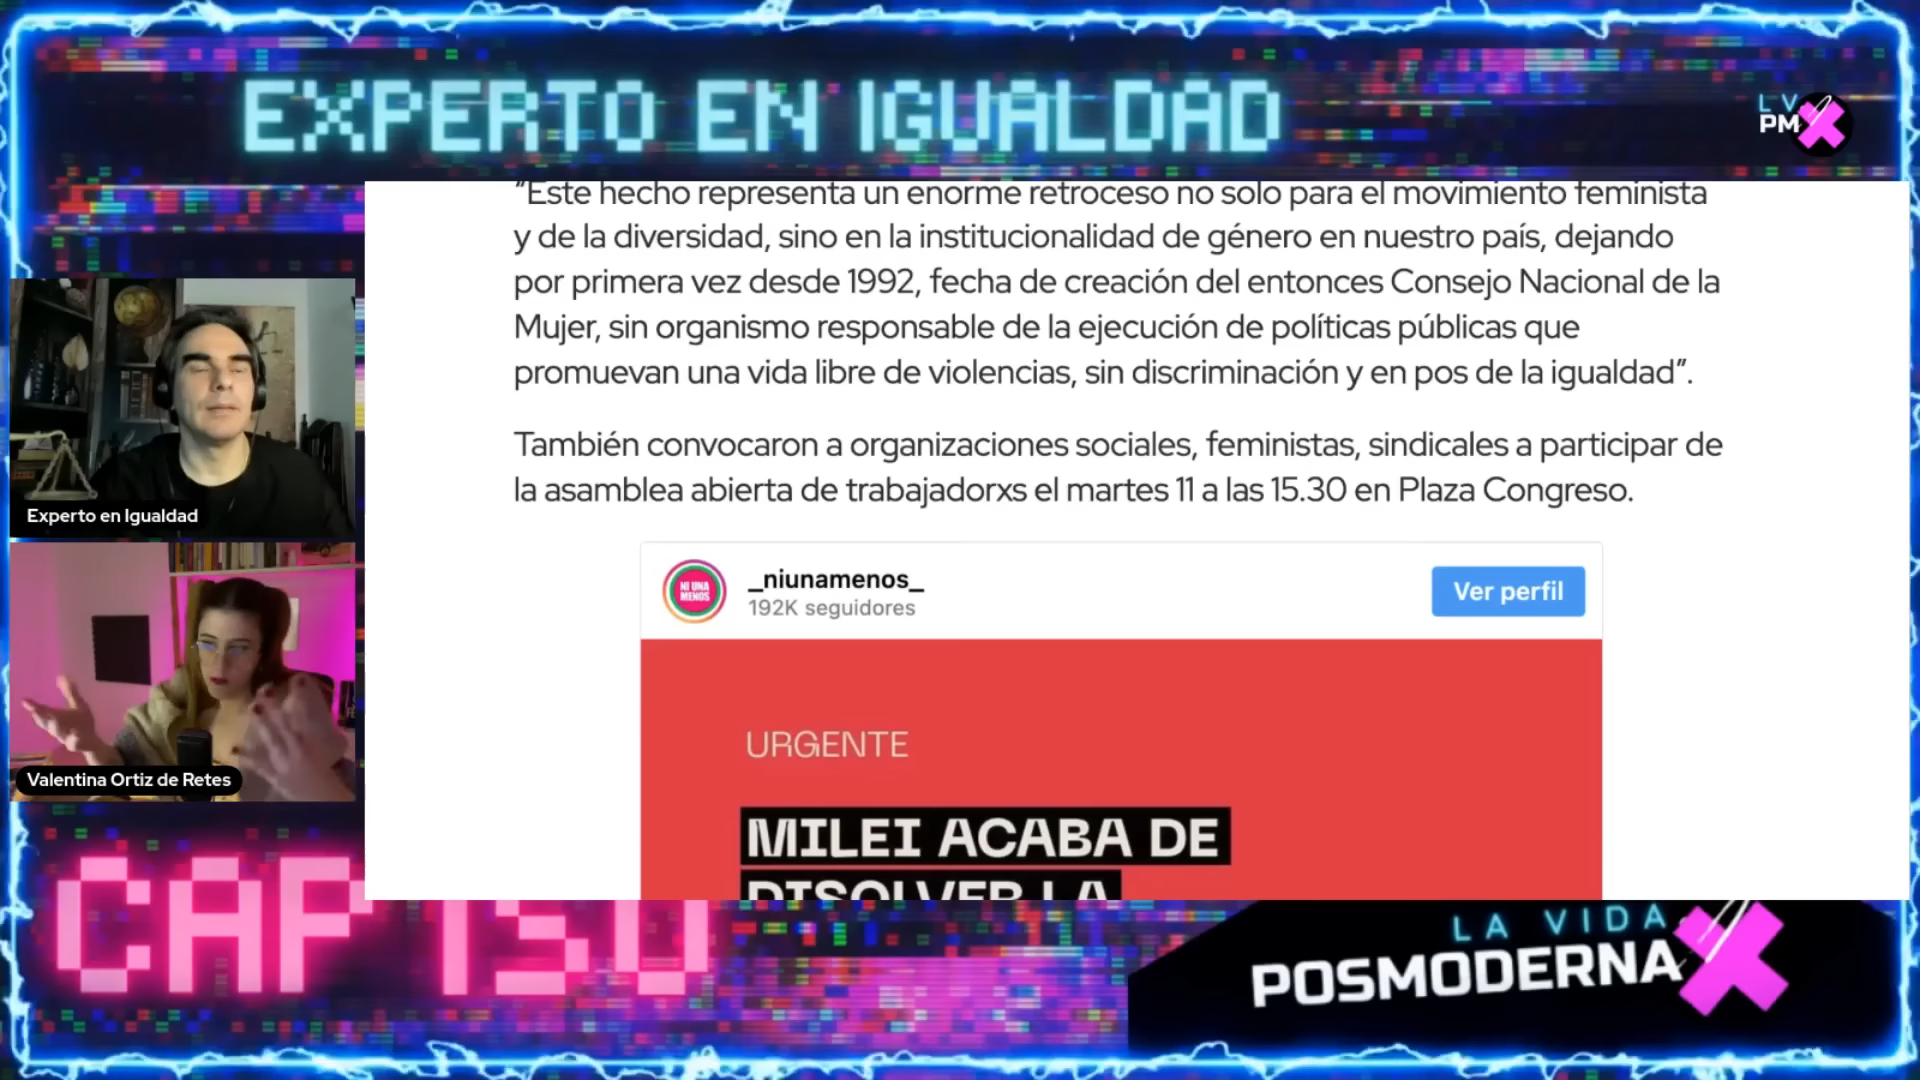 EXPERTO EN IGUALDAD
LV
PM
"Este hecho representa un enorme retroceso no solo para el movimiento feminista
y de la diversidad, sino en la institucionalidad de género en nuestro país, dejando
por primera vez desde 1992, fecha de creación del entonces Consejo Nacional de la
Mujer, sin organismo responsable de la ejecución de políticas públicas que
promuevan una vida libre de violencias, sin discriminación y en pos de la igualdad”.
También convocaron a organizaciones sociales, feministas, sindicales a participar de
la asamblea abierta de trabajadorxs el martes 11 a las 15.30 en Plaza Congreso.
NI UNA
MENOS
_niunamenos_
192K seguidores
Ver perfil
URGENTE
MILEI ACABA DE
DISOLVER LA
Experto en Igualdad
Valentina Ortiz de Retes
CAP 150
LA VIDA
POSMODERNA